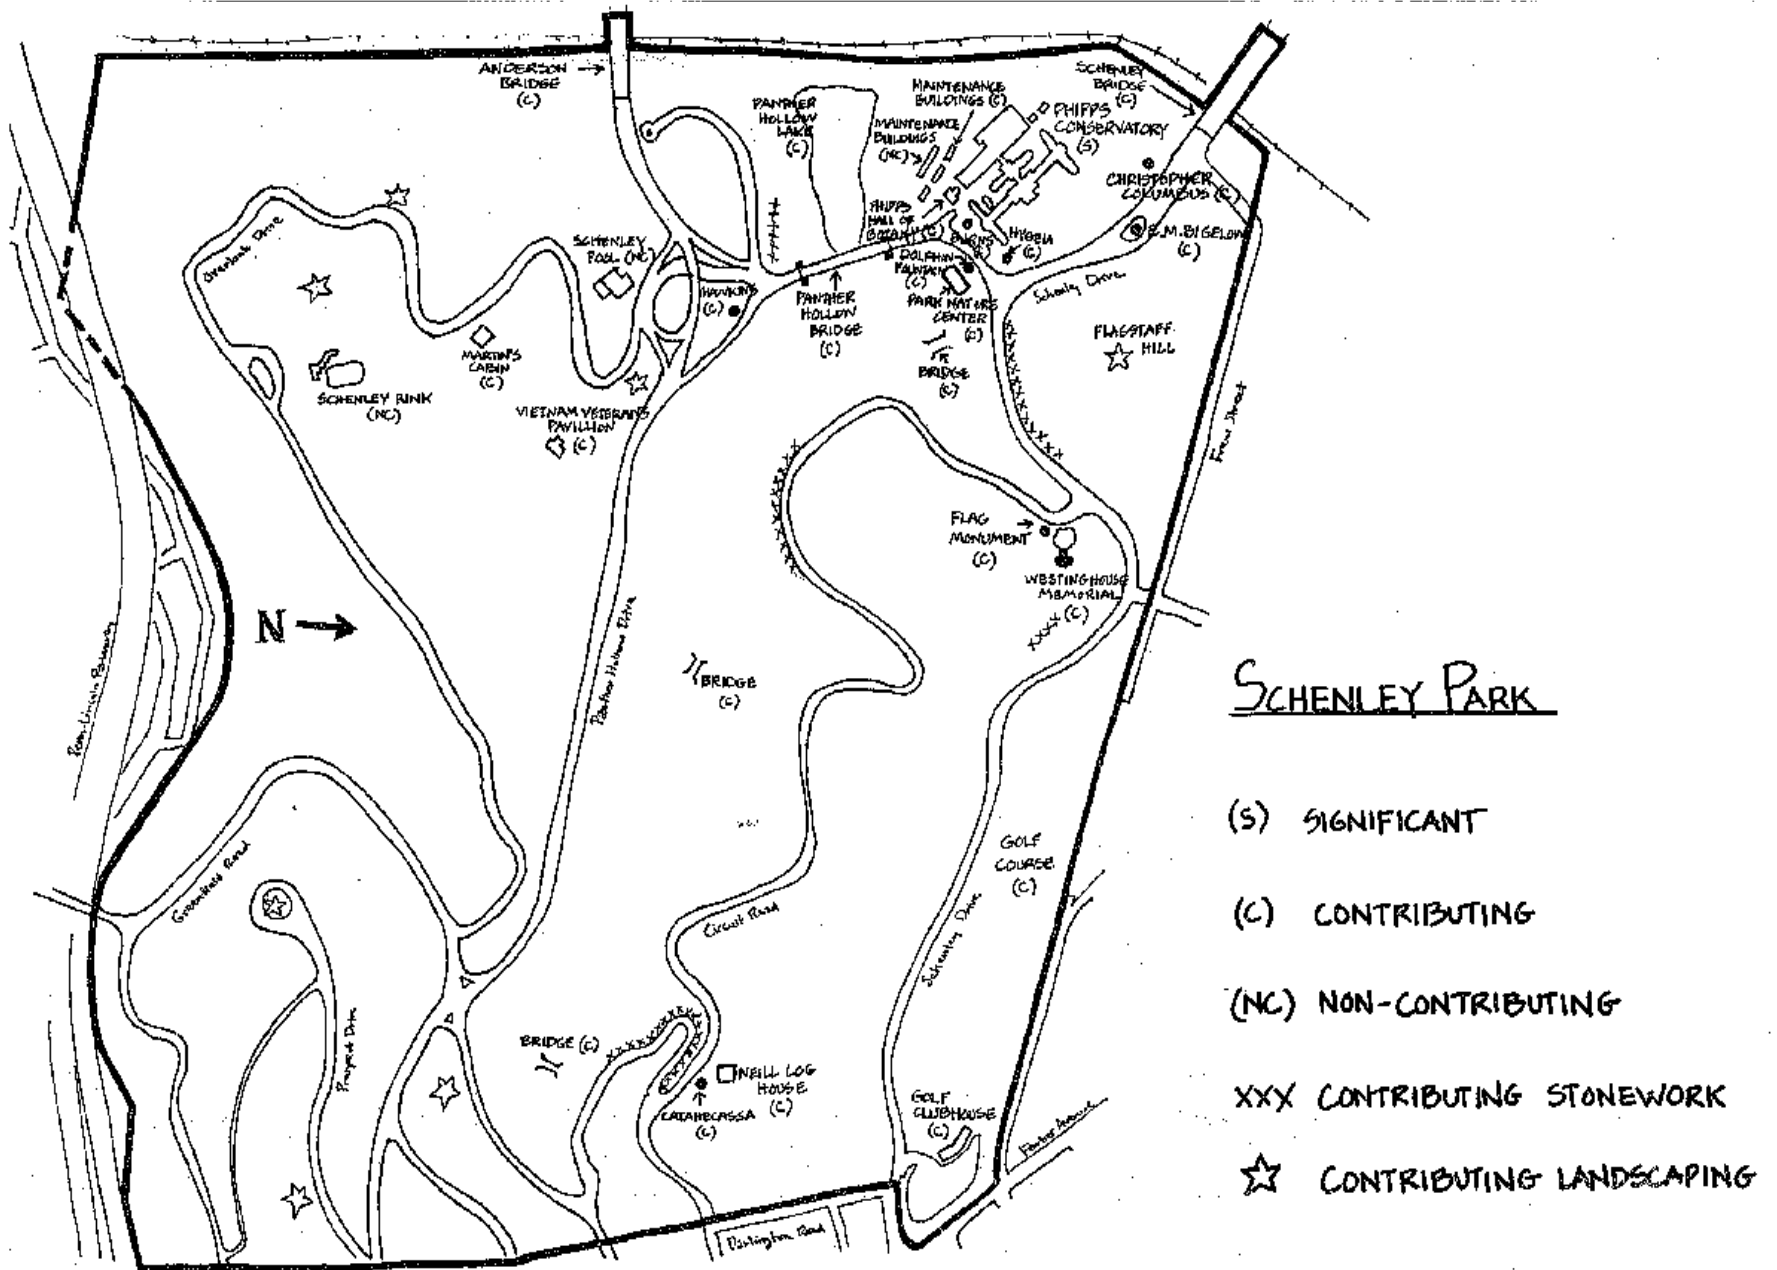 ANDERSON
BRIDGE
(C)
PANTHER
HOLLOW
LAKE
(C)
MAINTENANCE
BUILDINGS (C)
MAINTENANCE
BUILDINGS
(NC)
PHIPPS
CONSERVATORY
(S)
SCHENLEY
BRIDGE
(C)
CHRISTOPHER
COLUMBUS (C)
E.M. BIGELOW
(C)
PHIPPS
HALL OF
BOTANY (C)
BURNS
(C)
HYGEIA
(C)
DOLPHIN
FOUNTAIN
(C)
PARK NATURE
CENTER
(C)
BRIDGE
(C)
Schenley Drive
FLAGSTAFF
HILL
Frew Street
Overlook Drive
SCHENLEY
POOL (NC)
HAWKINS
(C)
PANTHER
HOLLOW
BRIDGE
(C)
MARTIN'S
CABIN
(C)
SCHENLEY RINK
(NC)
VIETNAM VETERANS
PAVILLION
(C)
FLAG
MONUMENT
(C)
WESTINGHOUSE
MEMORIAL
(C)
N
Penn-Lincoln Parkway
Panther Hollow Drive
BRIDGE
(C)
SCHENLEY PARK
(S) SIGNIFICANT
(C) CONTRIBUTING
(NC) NON-CONTRIBUTING
XXX CONTRIBUTING STONEWORK
CONTRIBUTING LANDSCAPING
Greenfield Road
Circuit Road
GOLF
COURSE
(C)
Schenley Drive
Prospect Drive
BRIDGE (C)
NEILL LOG
HOUSE
(C)
CATAHECASSA
(C)
GOLF
CLUBHOUSE
(C)
Forbes Avenue
Darlington Road